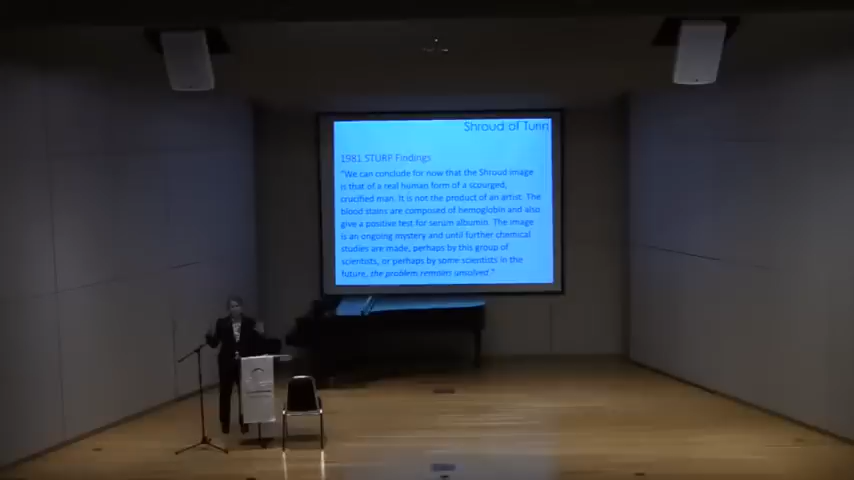 Shroud of Turin
1981 STURP Findings
"We can conclude for now that the Shroud image
is that of a real human form of a scourged,
crucified man. It is not the product of an artist. The
blood stains are composed of hemoglobin and also
give a positive test for serum albumin. The image
is an ongoing mystery and until further chemical
studies are made, perhaps by this group of
scientists, or perhaps by some scientists in the
future, the problem remains unsolved."